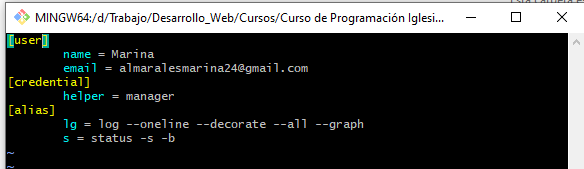 MINGW64:/d/Trabajo/Desarrollo_Web/Cursos/Curso de Programación Iglesi...
[user]
name = Marina
email = almaralesmarina24@gmail.com
[credential]
helper = manager
[alias]
lg = log --oneline --decorate --all --graph
s = status -s -b
~
~